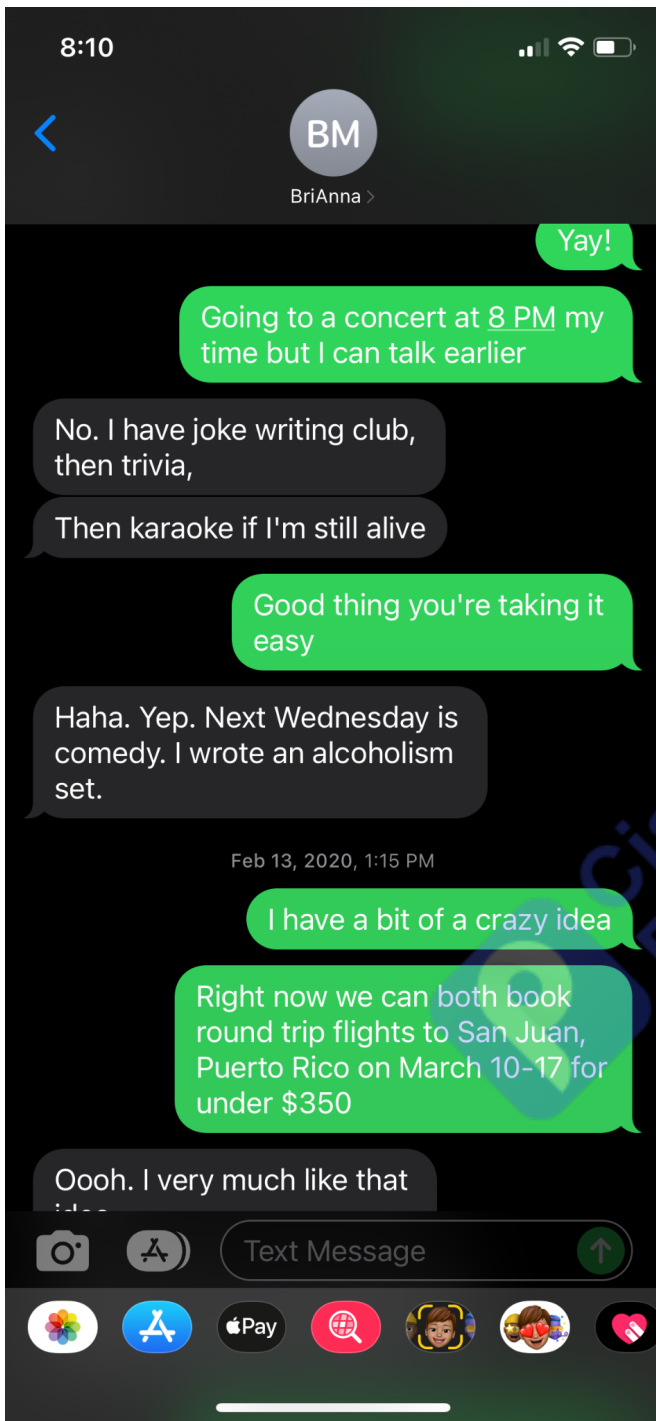 8:10
BM
BriAnna
Yay!
Going to a concert at 8 PM my
time but I can talk earlier
No. I have joke writing club,
then trivia,
Then karaoke if I'm still alive
Good thing you're taking it
easy
Haha. Yep. Next Wednesday is
comedy. I wrote an alcoholism
set.
Feb 13, 2020, 1:15 PM
I have a bit of a crazy idea
Right now we can both book
round trip flights to San Juan,
Puerto Rico on March 10-17 for
under $350
Oooh. I very much like that
Text Message
Pay